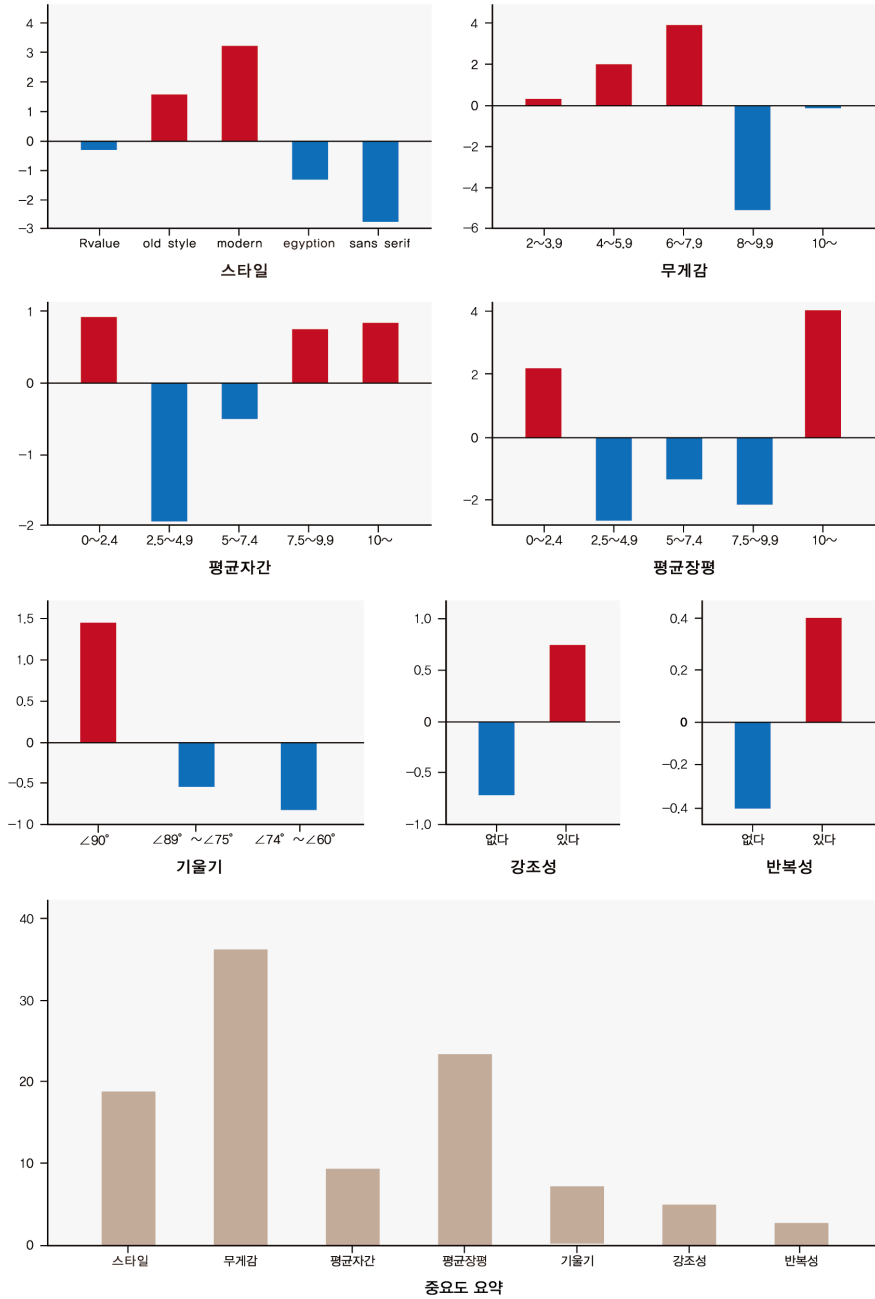 4
3
2
1
0
−1
−2
−3
Rvalue old style modern egyption sans serif
스타일
4
2
0
−2
−4
−6
2〜3.9 4〜5.9 6〜7.9 8〜9.9 10〜
무게감
1
0
−1
−2
0〜2.4 2.5〜4.9 5〜7.4 7.5〜9.9 10〜
평균자간
4
2
0
−2
0〜2.4 2.5〜4.9 5〜7.4 7.5〜9.9 10〜
평균장평
1.5
1.0
0.5
0
−0.5
−1.0
∠90° ∠89° 〜∠75° ∠74° 〜∠60°
기울기
1.0
0.5
0
−0.5
−1.0
없다 있다
강조성
0.4
0.2
0
−0.2
−0.4
없다 있다
반복성
40
30
20
10
0
스타일 무게감 평균자간 평균장평 기울기 강조성 반복성
중요도 요약